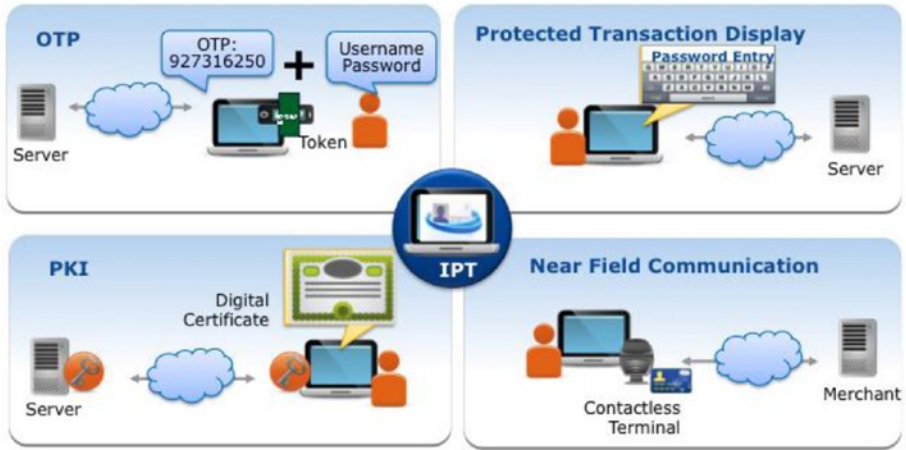 OTP
OTP:
927316250
Username
Password
Server
Token
Protected Transaction Display
Password Entry
Server
IPT
PKI
Digital
Certificate
Server
Near Field Communication
Contactless
Terminal
Merchant